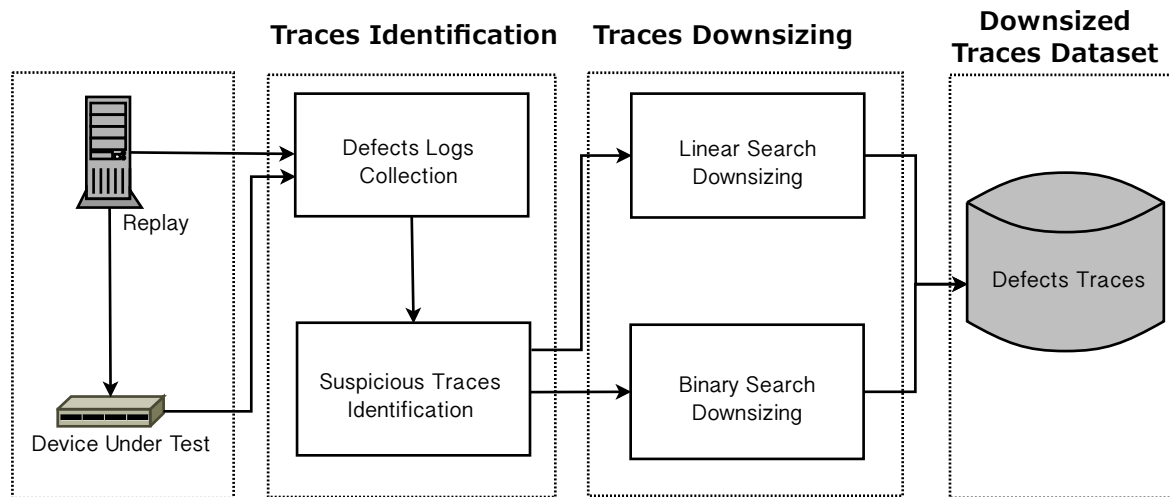 Traces Identification
Traces Downsizing
Downsized
Traces Dataset
Replay
Device Under Test
Defects Logs
Collection
Suspicious Traces
Identification
Linear Search
Downsizing
Binary Search
Downsizing
Defects Traces